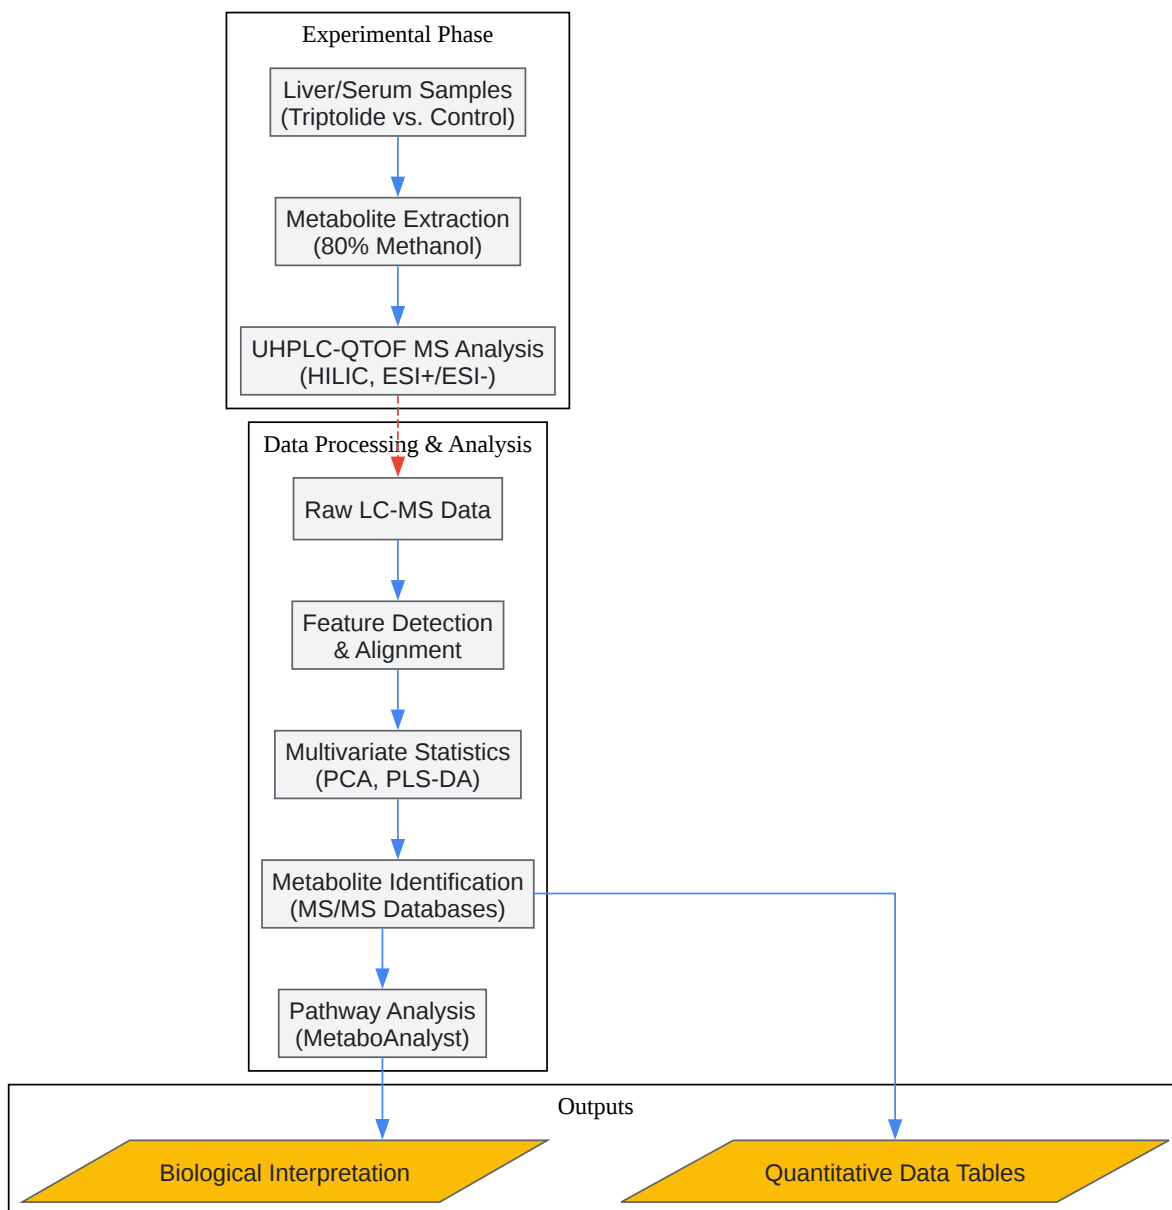 Experimental Phase
Liver/Serum Samples
(Triptolide vs. Control)
Metabolite Extraction
(80% Methanol)
UHPLC-QTOF MS Analysis
(HILIC, ESI+/ESI-)
Data Processing & Analysis
Raw LC-MS Data
Feature Detection
& Alignment
Multivariate Statistics
(PCA, PLS-DA)
Metabolite Identification
(MS/MS Databases)
Pathway Analysis
(MetaboAnalyst)
Outputs
Biological Interpretation
Quantitative Data Tables